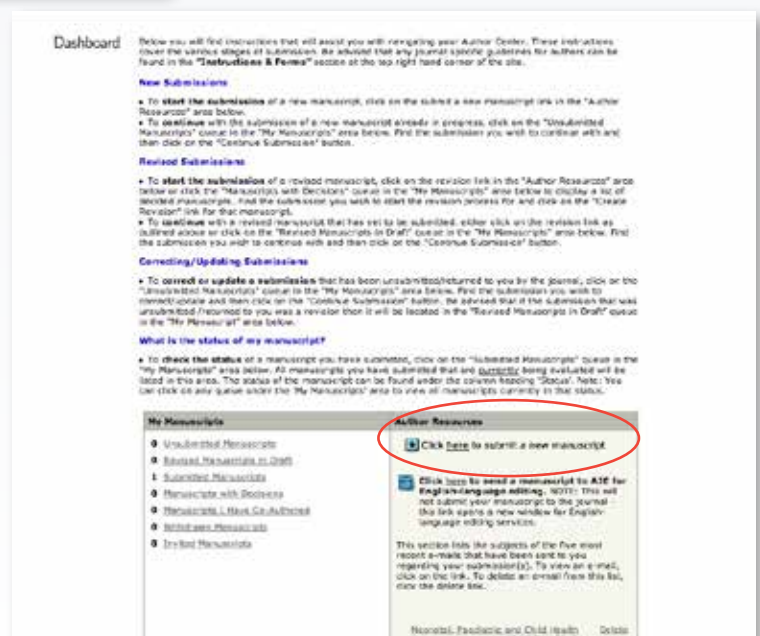 Dashboard
Below you will find instructions that will assist you with navigating your Author Center. These instructions
cover the various stages of submission. Be advised that any journal specific guidelines for authors can be
found in the "Instructions & Forms" section at the top right hand corner of the site.
New Submissions
• To start the submission of a new manuscript, click on the submit a new manuscript link in the "Author
Resources" area below.
• To continue with the submission of a new manuscript already in progress, click on the "Unsubmitted
Manuscripts" queue in the "My Manuscripts" area below. Find the submission you wish to continue with and
then click on the "Continue Submission" button.
Revised Submissions
• To start the submission of a revised manuscript, click on the revision link in the "Author Resources" area
below or click the "Manuscripts with Decisions" queue in the "My Manuscripts" area below to display a list of
decided manuscripts. Find the submission you wish to start the revision process for and click on the "Create
Revision" link for that manuscript.
• To continue with a revised manuscript that has yet to be submitted, either click on the revision link as
outlined above or click on the "Revised Manuscripts in Draft" queue in the "My Manuscripts" area below. Find
the submission you wish to continue with and then click on the "Continue Submission" button.
Correcting/Updating Submissions
• To correct or update a submission that has been unsubmitted/returned to you by the journal, click on the
"Unsubmitted Manuscripts" queue in the "My Manuscripts" area below. Find the submission you wish to
correct/update and then click on the "Continue Submission" button. Be advised that if the submission that was
unsubmitted /returned to you was a revision then it will be located in the "Revised Manuscripts in Draft" queue
in the "My Manuscript" area below.
What is the status of my manuscript?
• To check the status of a manuscript you have submitted, click on the "Submitted Manuscripts" queue in the
"My Manuscripts" area below. All manuscripts you have submitted that are currently being evaluated will be
listed in this area. The status of the manuscript can be found under the column heading 'Status'. Note: You
can click on any queue under the 'My Manuscripts' area to view all manuscripts currently in that status.
My Manuscripts
0 Unsubmitted Manuscripts
0 Revised Manuscripts in Draft
1 Submitted Manuscripts
0 Manuscripts with Decisions
0 Manuscripts I Have Co-Authored
0 Withdrawn Manuscripts
0 Invited Manuscripts
Author Resources
Click here to submit a new manuscript
Click here to send a manuscript to AJE for
English-language editing. NOTE: This will
not submit your manuscript to the journal
this link opens a new window for English-
language editing services.
This section lists the subjects of the five most
recent e-mails that have been sent to you
regarding your submission(s). To view an e-mail,
click on the link. To delete an e-mail from this list,
click the delete link.
Neonatal, Paediatric and Child Health Delete